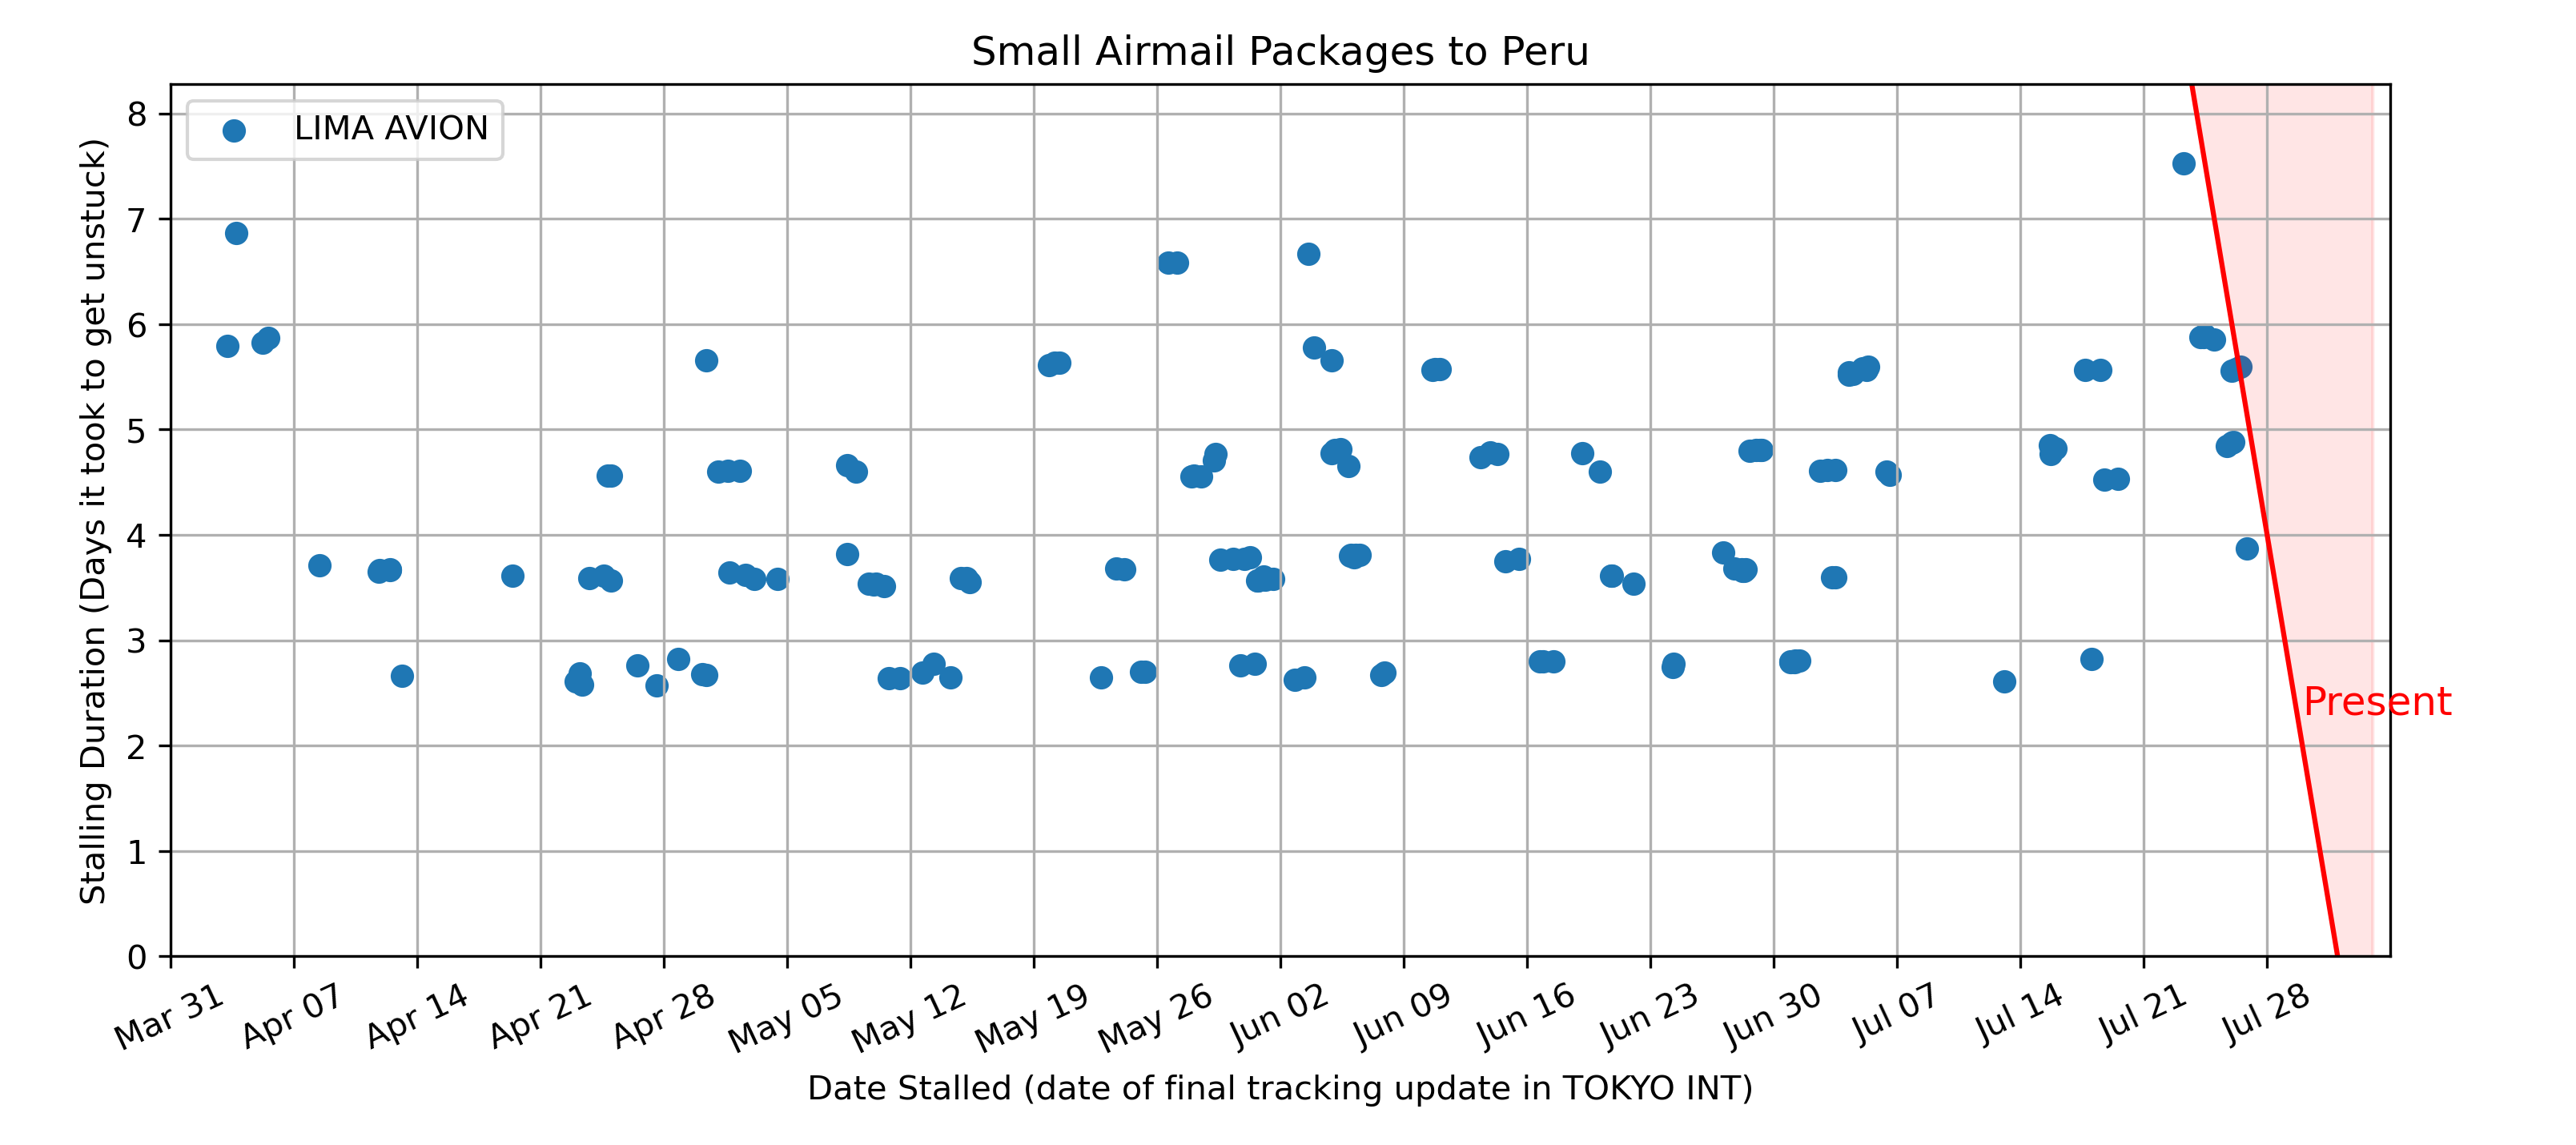 Small Airmail Packages to Peru
LIMA AVION
Stalling Duration (Days it took to get unstuck)
8
7
6
5
4
3
2
1
0
Present
Mar 31
Apr 07
Apr 14
Apr 21
Apr 28
May 05
May 12
May 19
May 26
Jun 02
Jun 09
Jun 16
Jun 23
Jun 30
Jul 07
Jul 14
Jul 21
Jul 28
Date Stalled (date of final tracking update in TOKYO INT)